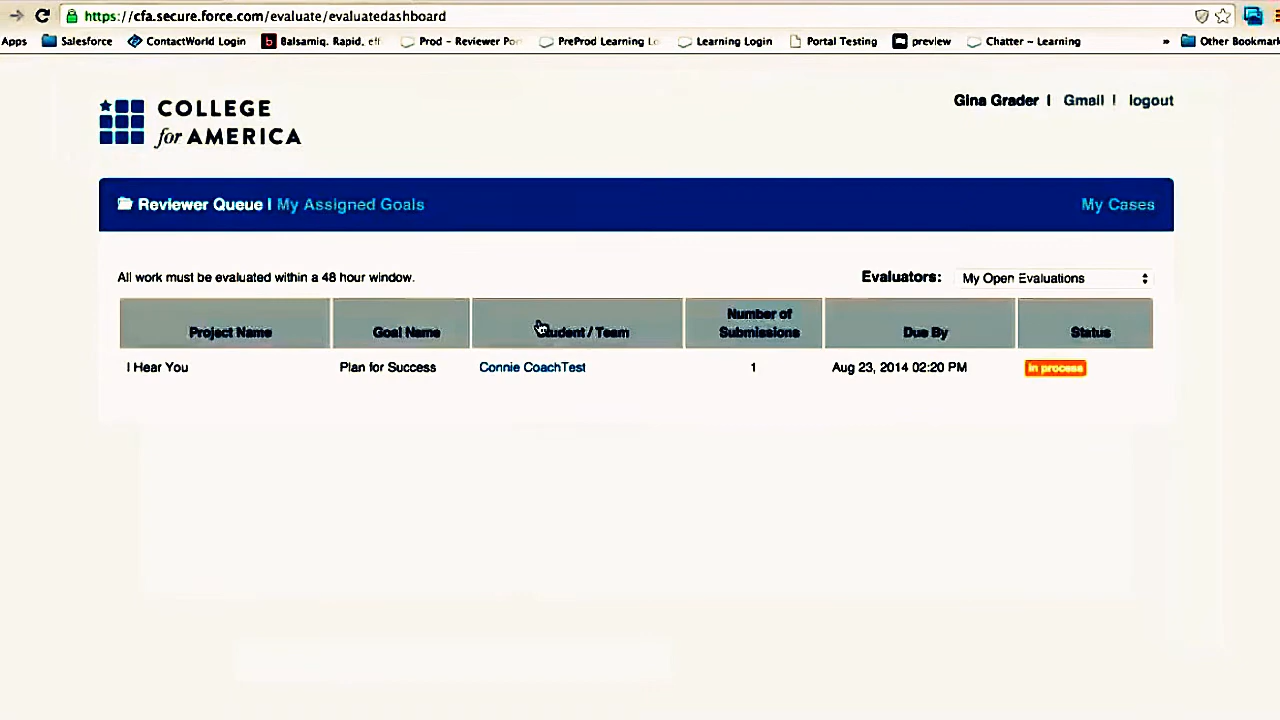 https://cfa.secure.force.com/evaluate/evaluatedashboard
Apps Salesforce ContactWorld Login Balsamiq. Rapid, eff Prod - Reviewer Por PreProd Learning Lo Learning Login Portal Testing preview Chatter ~ Learning » Other Bookmark
COLLEGE
for AMERICA
Gina Grader | Gmail | logout
Reviewer Queue | My Assigned Goals
My Cases
All work must be evaluated within a 48 hour window.
Evaluators: My Open Evaluations
Project Name Goal Name Student / Team Number of Submissions Due By Status
I Hear You Plan for Success Connie CoachTest 1 Aug 23, 2014 02:20 PM In process